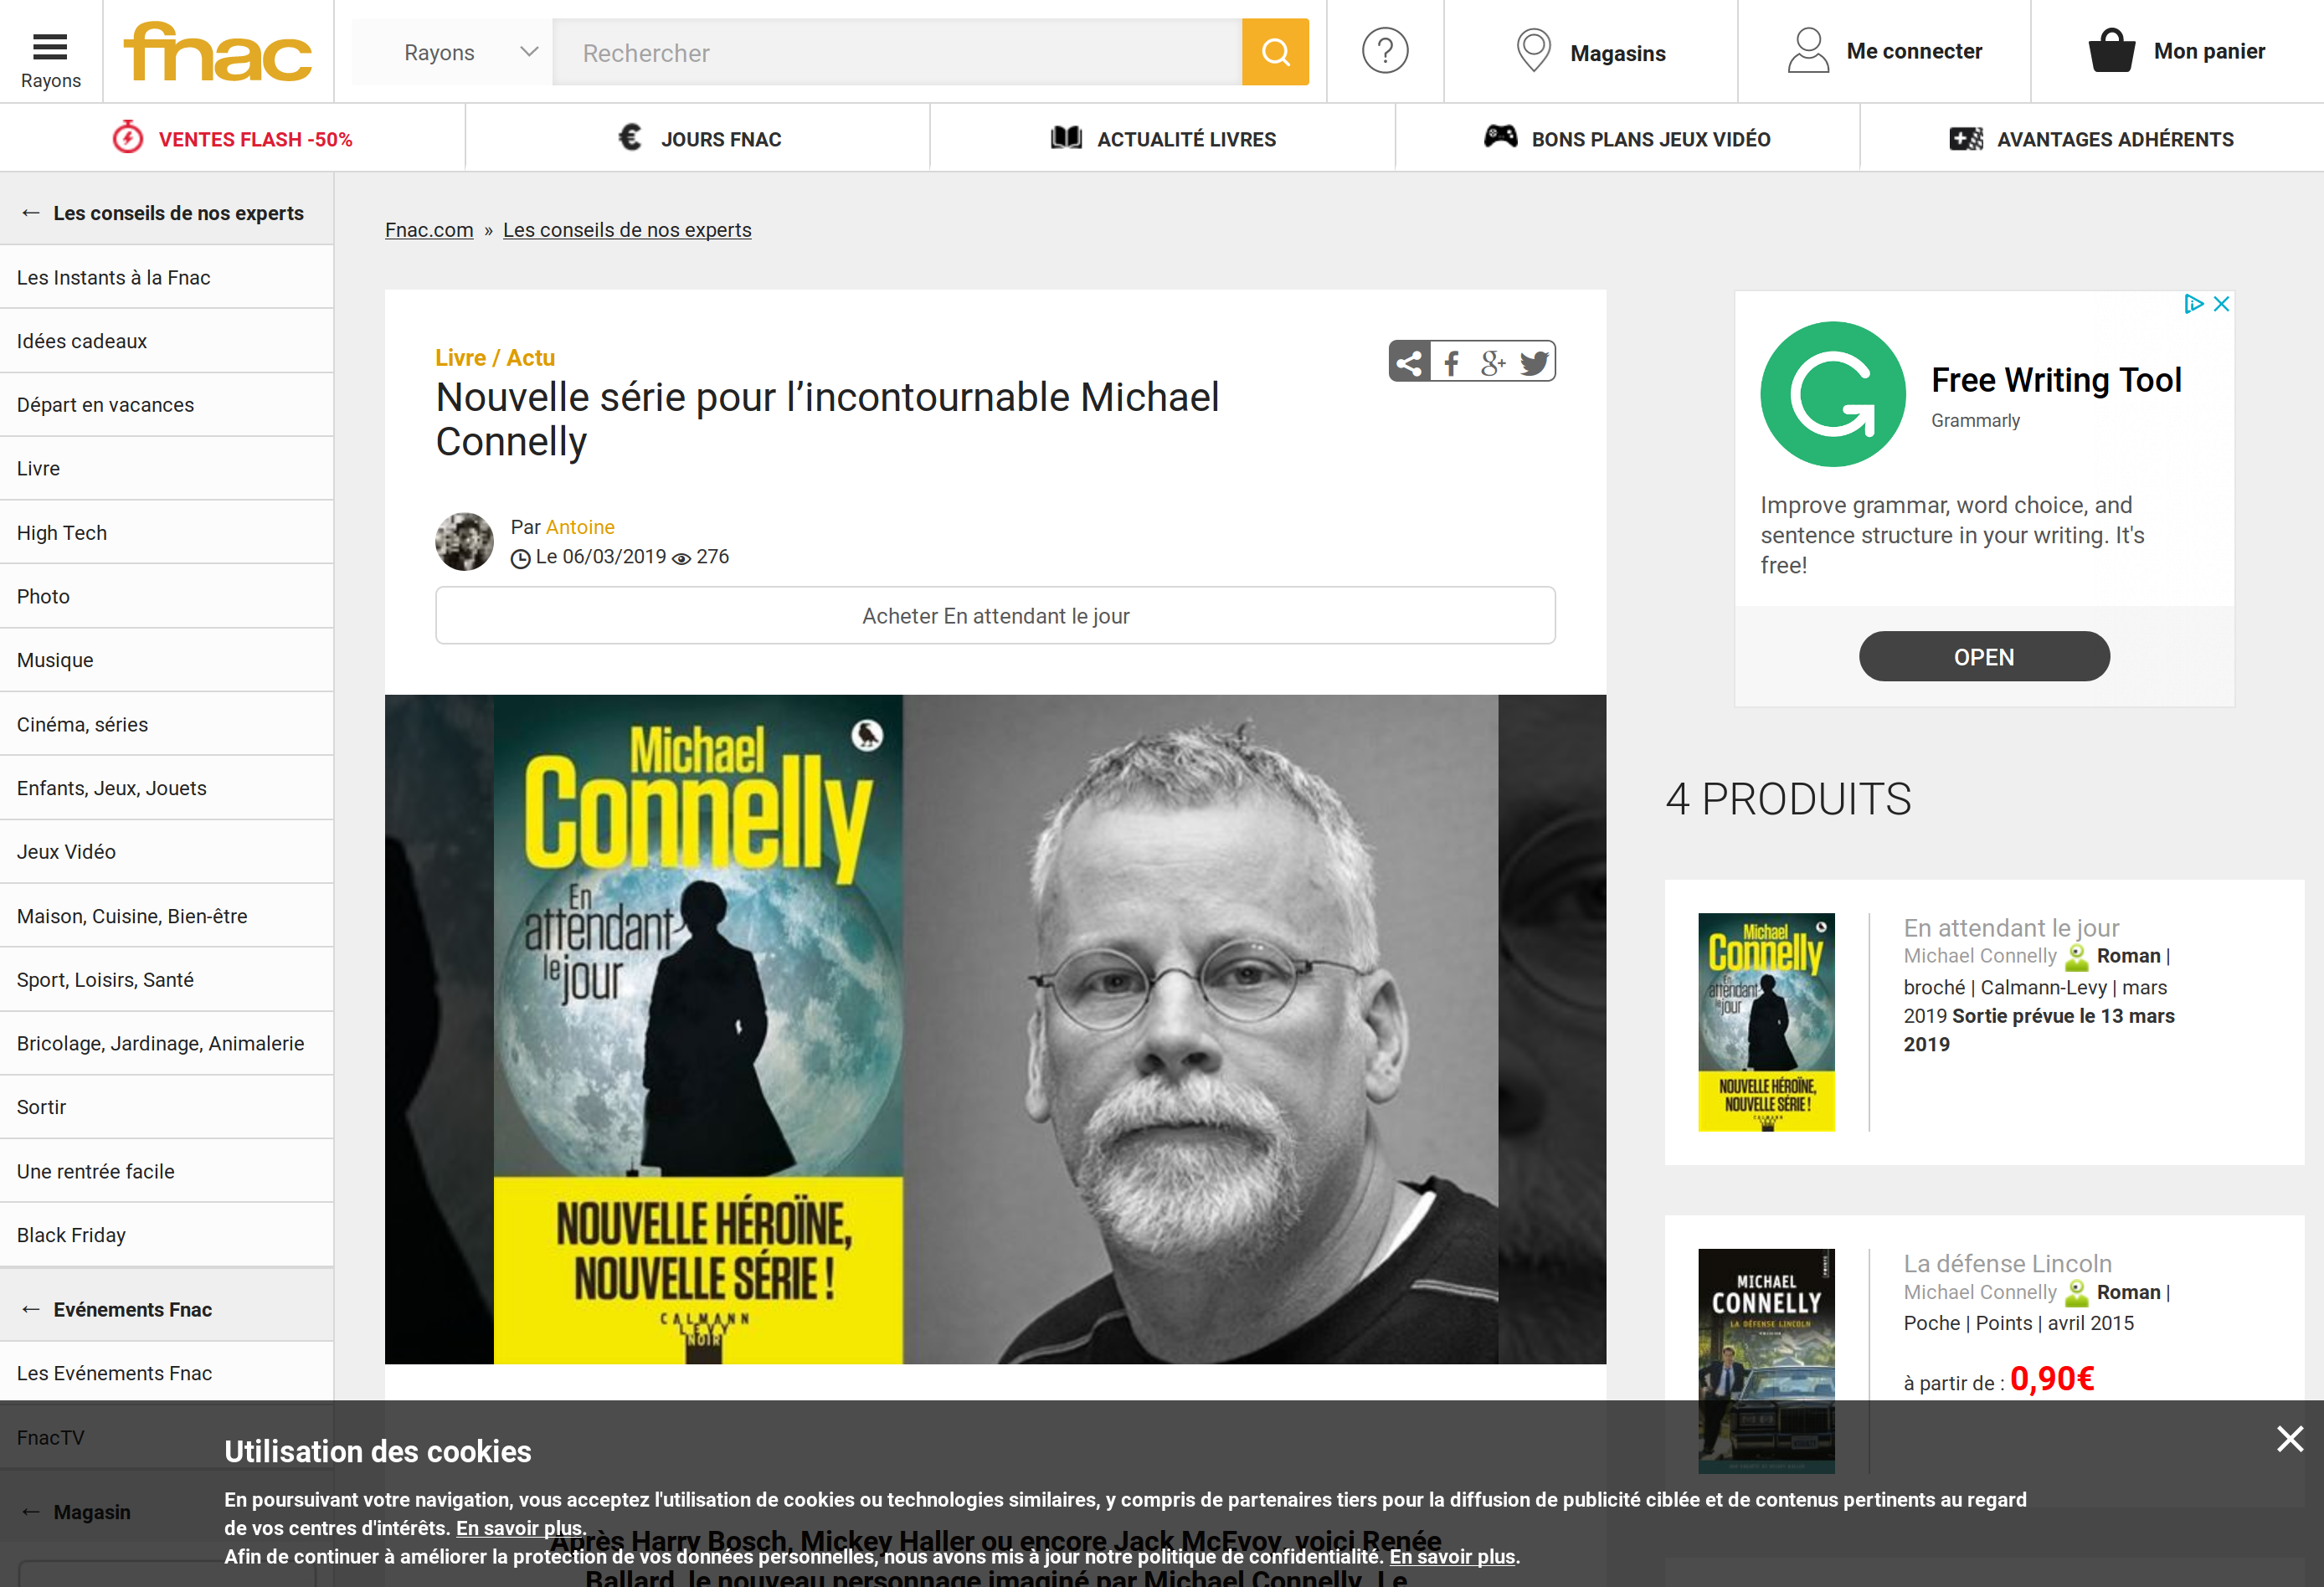 Rayons
fnac
Rayons
Rechercher
?
Magasins
Me connecter
Mon panier
VENTES FLASH -50%
€ JOURS FNAC
ACTUALITÉ LIVRES
BONS PLANS JEUX VIDÉO
AVANTAGES ADHÉRENTS
← Les conseils de nos experts
Les Instants à la Fnac
Idées cadeaux
Départ en vacances
Livre
High Tech
Photo
Musique
Cinéma, séries
Enfants, Jeux, Jouets
Jeux Vidéo
Maison, Cuisine, Bien-être
Sport, Loisirs, Santé
Bricolage, Jardinage, Animalerie
Sortir
Une rentrée facile
Black Friday
← Evénements Fnac
Les Evénements Fnac
FnacTV
← Magasin
Fnac.com » Les conseils de nos experts
Livre / Actu
Nouvelle série pour l’incontournable Michael
Connelly
Par Antoine
Le 06/03/2019 276
Acheter En attendant le jour
Michael
Connelly
En
attendant
le jour
NOUVELLE HÉROÏNE,
NOUVELLE SÉRIE !
CALMANN
LEVY
NOIR
Free Writing Tool
Grammarly
Improve grammar, word choice, and
sentence structure in your writing. It's
free!
OPEN
4 PRODUITS
Michael
Connelly
En
attendant
le jour
NOUVELLE HÉROÏNE,
NOUVELLE SÉRIE !
CALMANN
En attendant le jour
Michael Connelly Roman |
broché | Calmann-Levy | mars
2019 Sortie prévue le 13 mars
2019
MICHAEL
CONNELLY
LA DÉFENSE LINCOLN
La défense Lincoln
Michael Connelly Roman |
Poche | Points | avril 2015
à partir de : 0,90€
Utilisation des cookies
En poursuivant votre navigation, vous acceptez l'utilisation de cookies ou technologies similaires, y compris de partenaires tiers pour la diffusion de publicité ciblée et de contenus pertinents au regard
de vos centres d'intérêts. En savoir plus.
Afin de continuer à améliorer la protection de vos données personnelles, nous avons mis à jour notre politique de confidentialité. En savoir plus.
Après Harry Bosch, Mickey Haller ou encore Jack McEvoy, voici Renée
Ballard, le nouveau personnage imaginé par Michael Connelly. Le